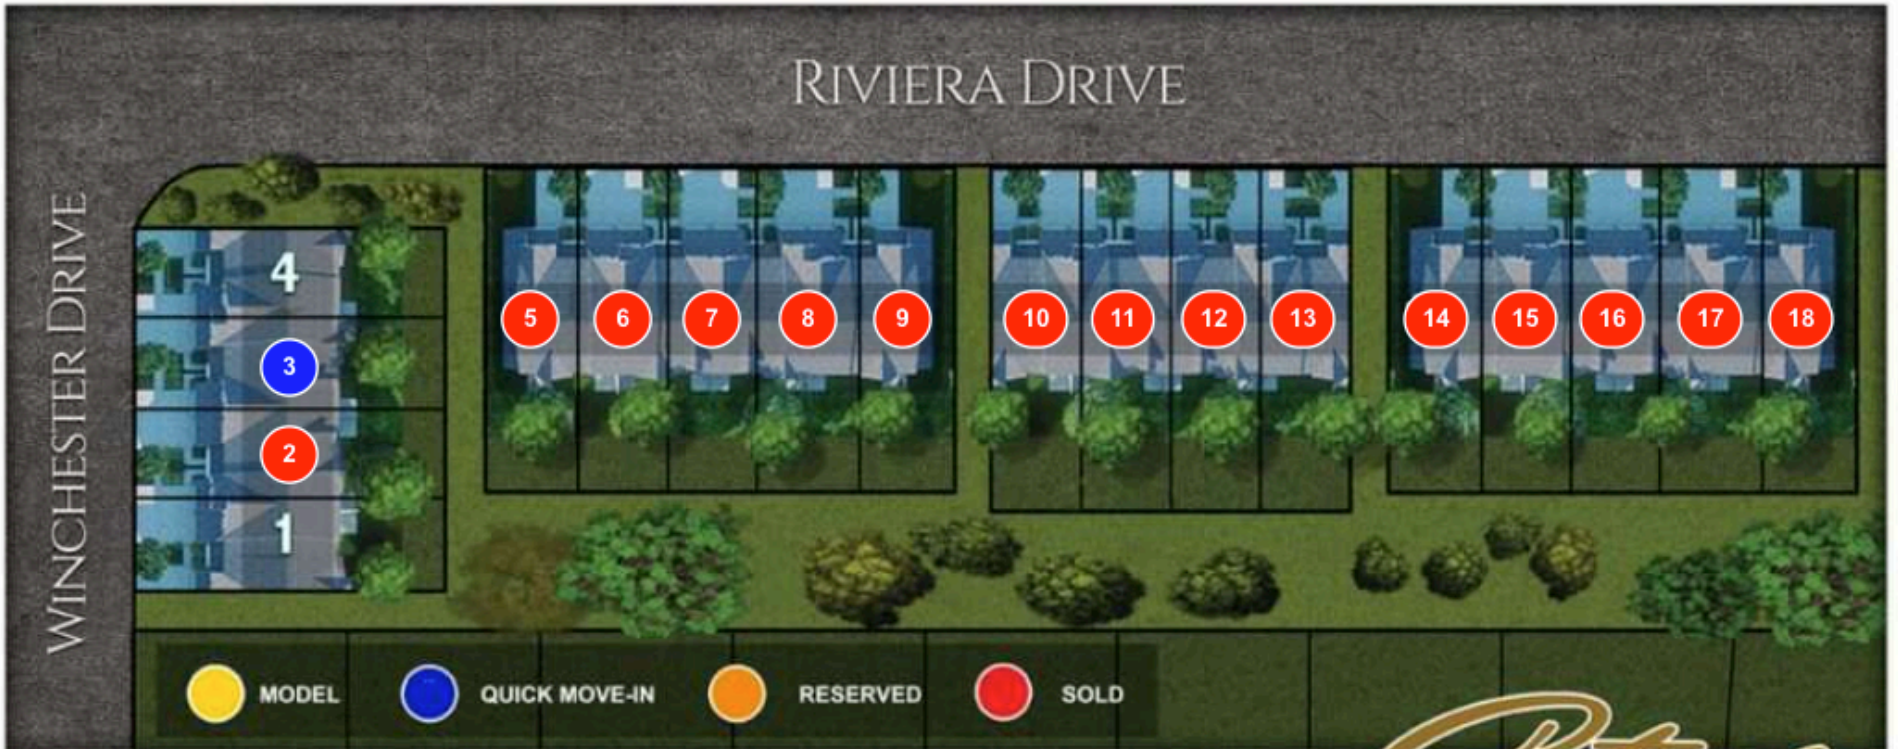 RIVIERA DRIVE
WINCHESTER DRIVE
4
3
2
1
5 6 7 8 9 10 11 12 13 14 15 16 17 18
MODEL QUICK MOVE-IN RESERVED SOLD